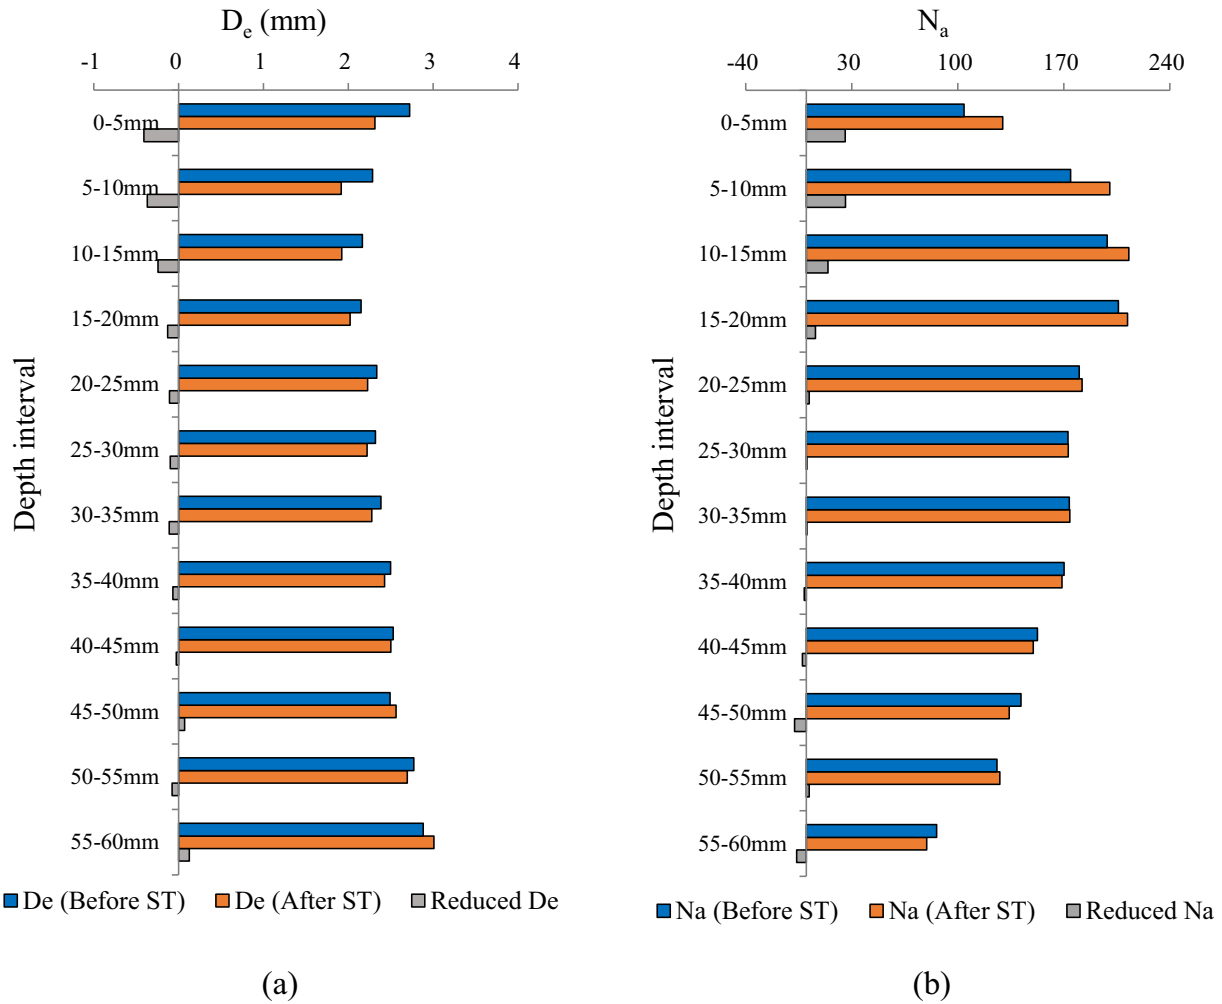 Dₑ (mm)
-1 0 1 2 3 4
0-5mm
5-10mm
10-15mm
15-20mm
20-25mm
25-30mm
30-35mm
35-40mm
40-45mm
45-50mm
50-55mm
55-60mm
Depth interval
De (Before ST) De (After ST) Reduced De
(a)
Nₐ
-40 30 100 170 240
0-5mm
5-10mm
10-15mm
15-20mm
20-25mm
25-30mm
30-35mm
35-40mm
40-45mm
45-50mm
50-55mm
55-60mm
Depth interval
Na (Before ST) Na (After ST) Reduced Na
(b)